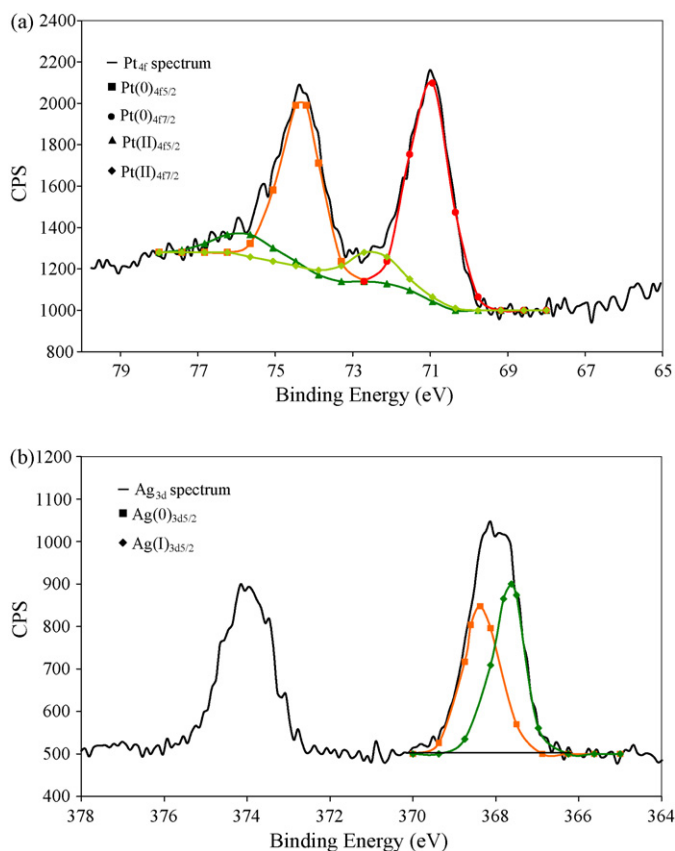 (a)
2400
2200
2000
1800
1600
1400
1200
1000
800
CPS
Pt4f spectrum
Pt(0)4f5/2
Pt(0)4f7/2
Pt(II)4f5/2
Pt(II)4f7/2
79 77 75 73 71 69 67 65
Binding Energy (eV)
(b)
1200
1100
1000
900
800
700
600
500
400
CPS
Ag3d spectrum
Ag(0)3d5/2
Ag(I)3d5/2
378 376 374 372 370 368 366 364
Binding Energy (eV)